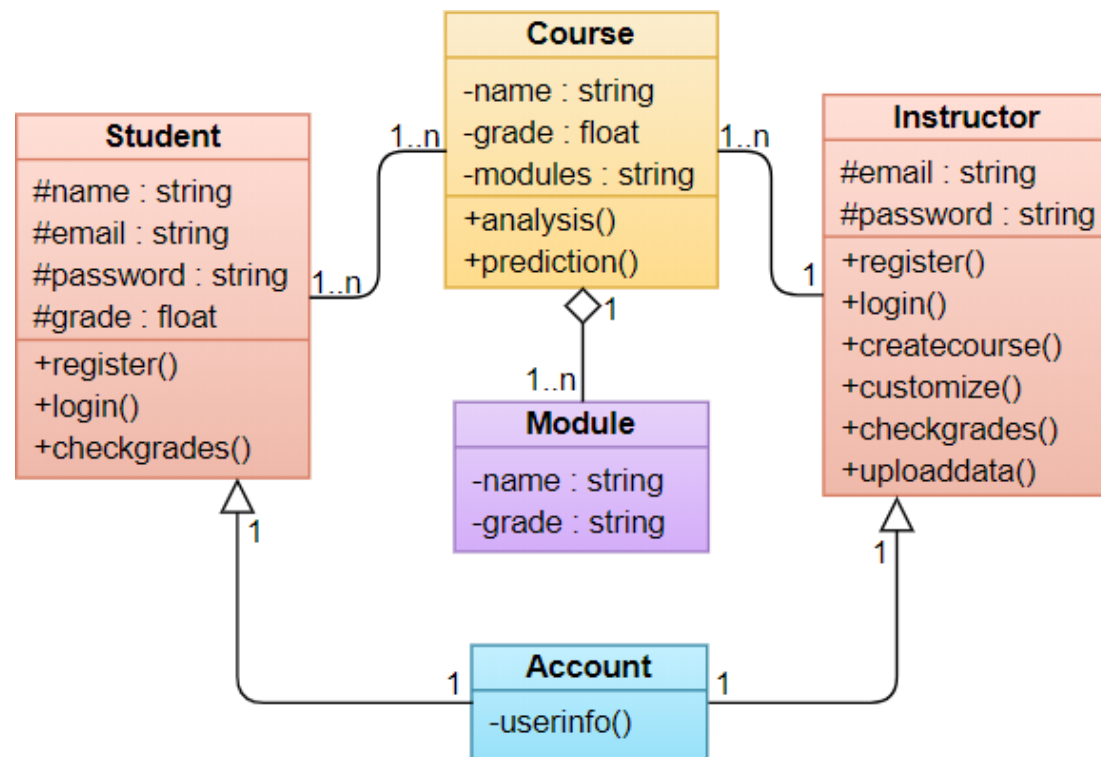 Course
-name : string
-grade : float
-modules : string
+analysis()
+prediction()
Student
#name : string
#email : string
#password : string
#grade : float
+register()
+login()
+checkgrades()
Instructor
#email : string
#password : string
+register()
+login()
+createcourse()
+customize()
+checkgrades()
+uploaddata()
1..n
1..n
1..n
1
1
1..n
Module
-name : string
-grade : string
1
1
1
1
Account
-userinfo()